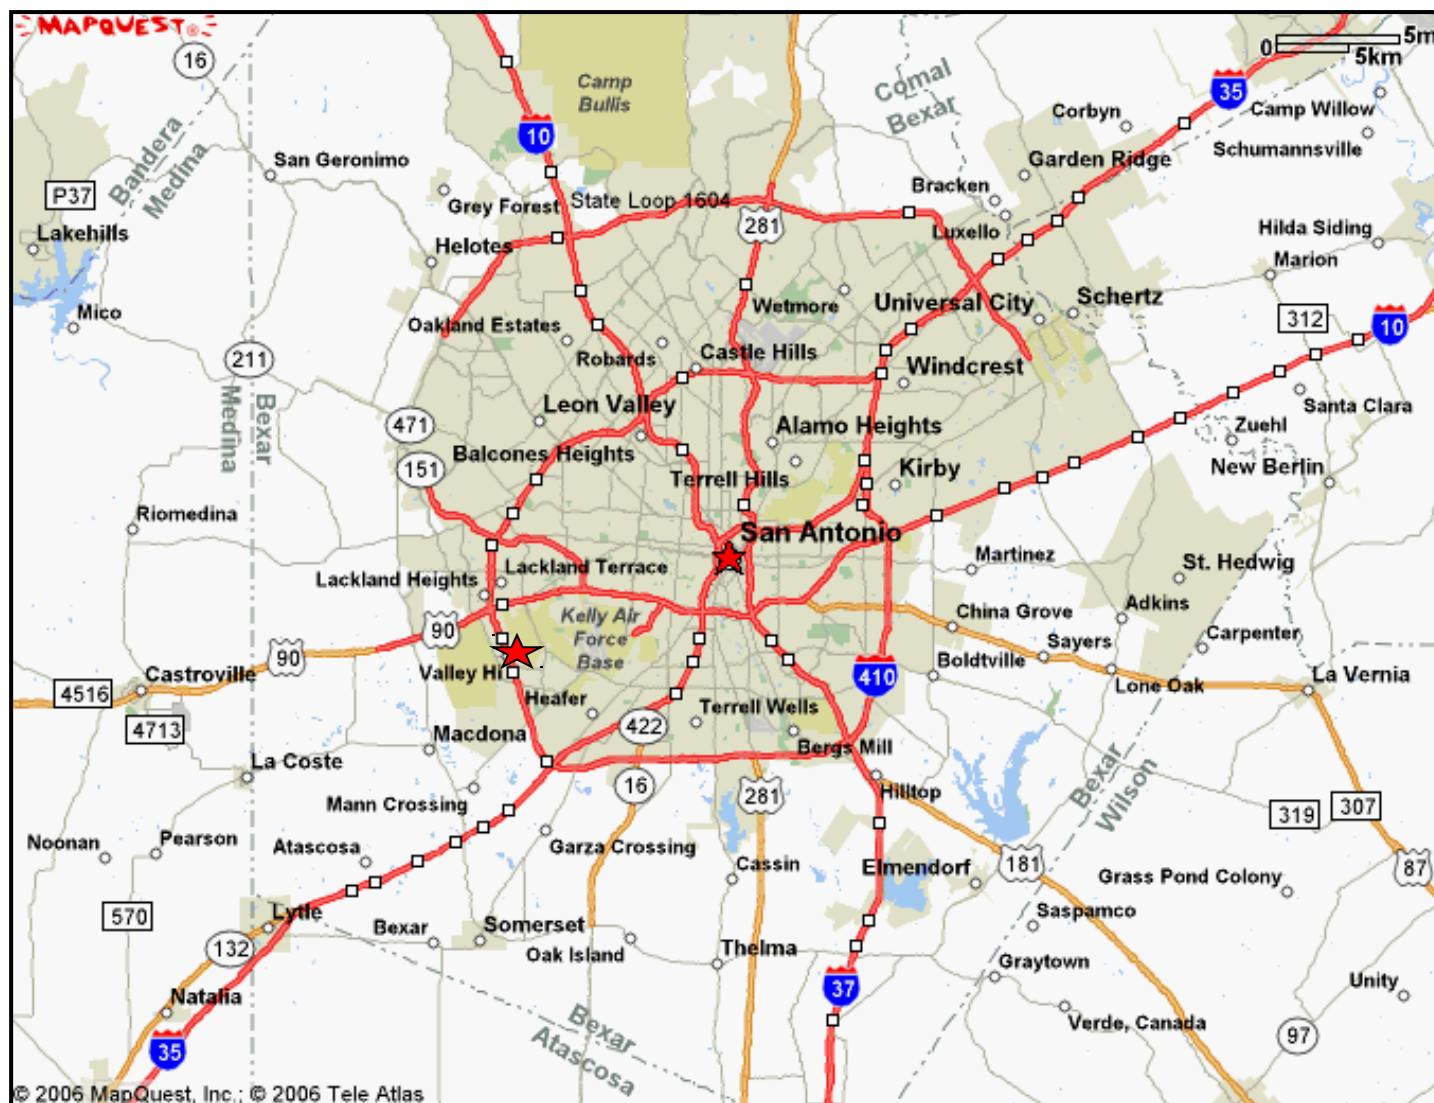 MAPQUEST®
0
5m
5km
16
Camp
Bullis
Comal
Bexar
35
Camp Willow
Corbyn
10
Schumannsville
Bandera
Medina
San Geronimo
Garden Ridge
P37
Bracken
Grey Forest
State Loop 1604
281
Lakehills
Helotes
Luxello
Hilda Siding
Marion
Mico
Wetmore
Universal City
Schertz
312
10
Oakland Estates
Robards
Castle Hills
211
Windcrest
Medina
Bexar
Leon Valley
Santa Clara
471
Alamo Heights
Zuehl
151
Balcones Heights
Terrell Hills
Kirby
New Berlin
Riomedina
San Antonio
Lackland Heights
Lackland Terrace
Martinez
St. Hedwig
Kelly Air
Force
Base
China Grove
Adkins
90
90
Sayers
Carpenter
Castroville
Valley Hi
Boldtville
410
4516
Heafer
Lone Oak
La Vernia
4713
422
Terrell Wells
Macdona
Bergs Mill
La Coste
16
281
Hilltop
Bexar
Wilson
Mann Crossing
319
307
Noonan
Pearson
Atascosa
Garza Crossing
Cassin
Elmendorf
181
87
Grass Pond Colony
570
Lytle
Bexar
Somerset
Saspamco
132
Oak Island
Thelma
Graytown
Natalia
37
Unity
Verde, Canada
Bexar
Atascosa
97
35
© 2006 MapQuest, Inc.; © 2006 Tele Atlas